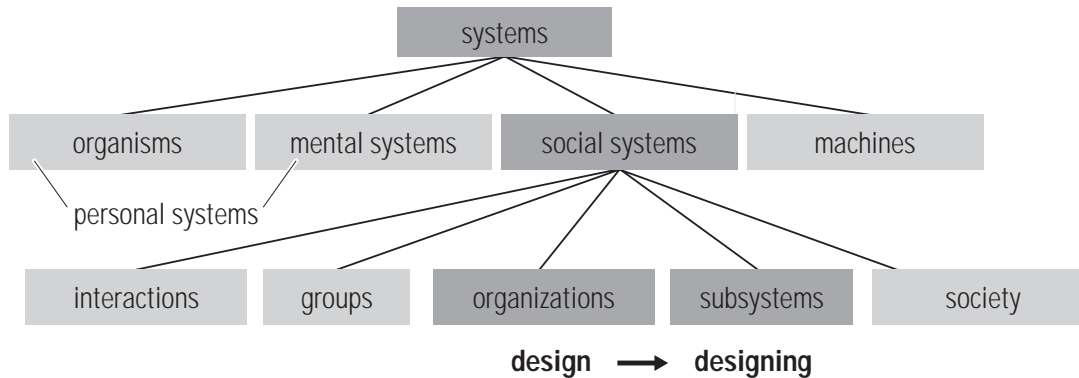 systems
organisms mental systems social systems machines
personal systems
interactions groups organizations subsystems society
design → designing